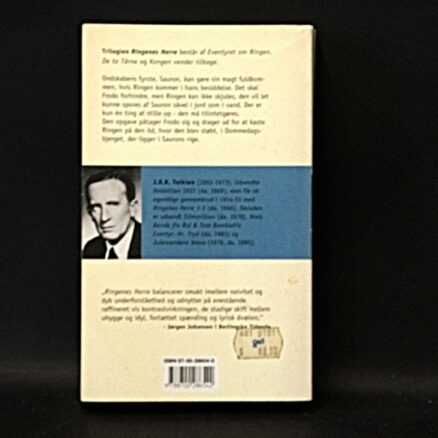 Trilogien Ringenes Herre består af Eventyret om Ringen,
De to Tårne og Kongen vender tilbage.
Ondskabens fyrste, Sauron, kan gøre sin magt fuldkom-
men, hvis Ringen kommer i hans besiddelse. Det skal
Frodo forhindre, men Ringen kan ikke skjules, den vil let
kunne spores af Sauron såvel i jord som i vand. Der er
kun én ting at stille op - den må tilintetgøres.
Den opgave påtager Frodo sig og drager ud for at kaste
Ringen på den ild, hvor den blev støbt, i Dommedags-
bjerget, der ligger i Saurons rige.
J.R.R. Tolkien (1892-1973). Udsendte
Hobbitten 1937 (da. 1969), men fik sit
egentlige gennembrud i 1954-55 med
Ringenes Herre 1-3 (da. 1968). Desuden
er udsendt Silmarillion (da. 1978), Niels
Bonde fra Bol & Tom Bombadils
Eventyr, Hr. Fryd (da. 1983) og
Julemandens breve (1976, da. 1995).
„Ringenes Herre balancerer smukt imellem naivitet og
dyb underforståethed og udnytter på enestående
raffineret vis kontrastvirkningen, de stadige skift mellem
uhygge og idyl, fortættet spænding og lyrisk dvælen."
- Jørgen Johansen i Berlingske Tidende